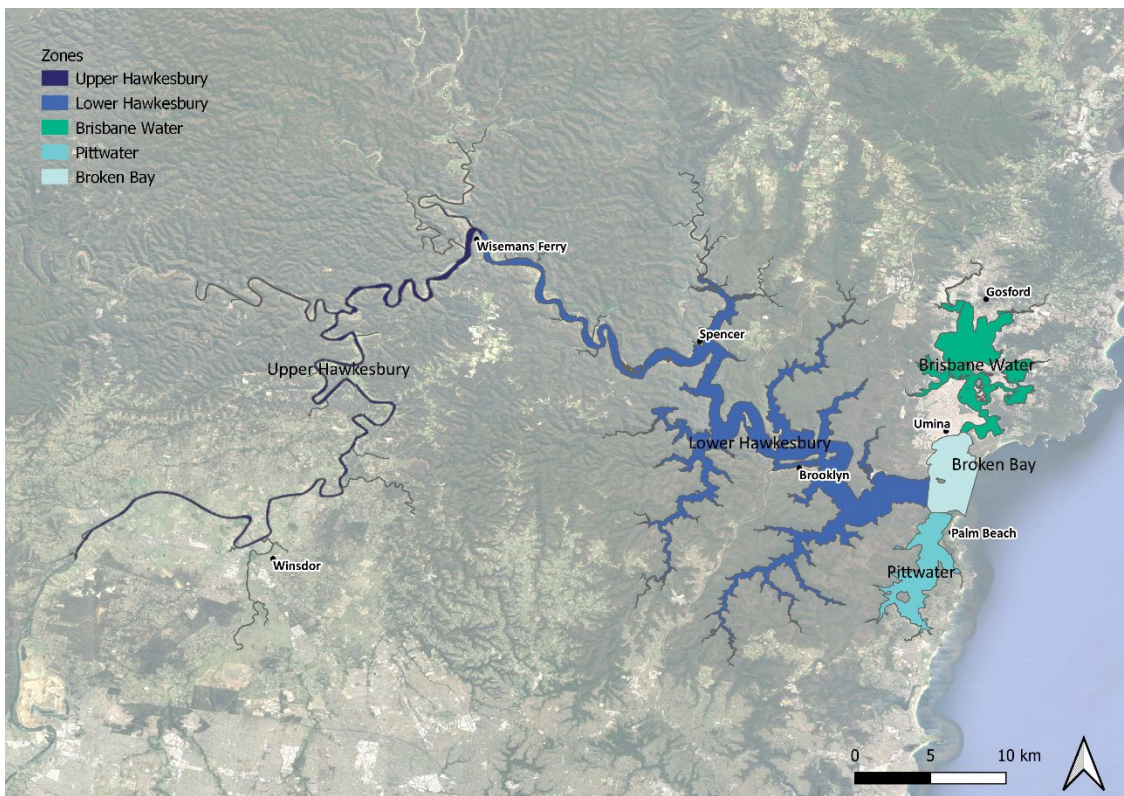 Zones
Upper Hawkesbury
Lower Hawkesbury
Brisbane Water
Pittwater
Broken Bay
Wisemans Ferry
Gosford
Spencer
Upper Hawkesbury
Brisbane Water
Umina
Lower Hawkesbury
Broken Bay
Brooklyn
Palm Beach
Winsdor
Pittwater
0 5 10 km